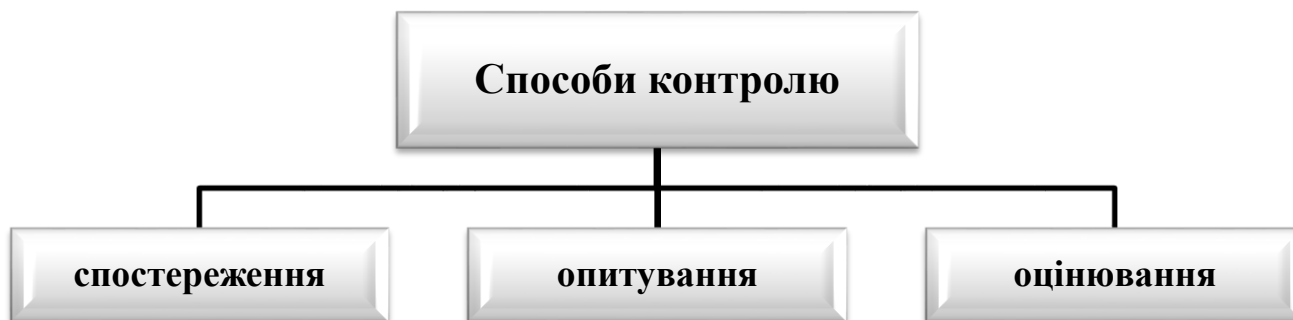 Способи контролю
спостереження
опитування
оцінювання